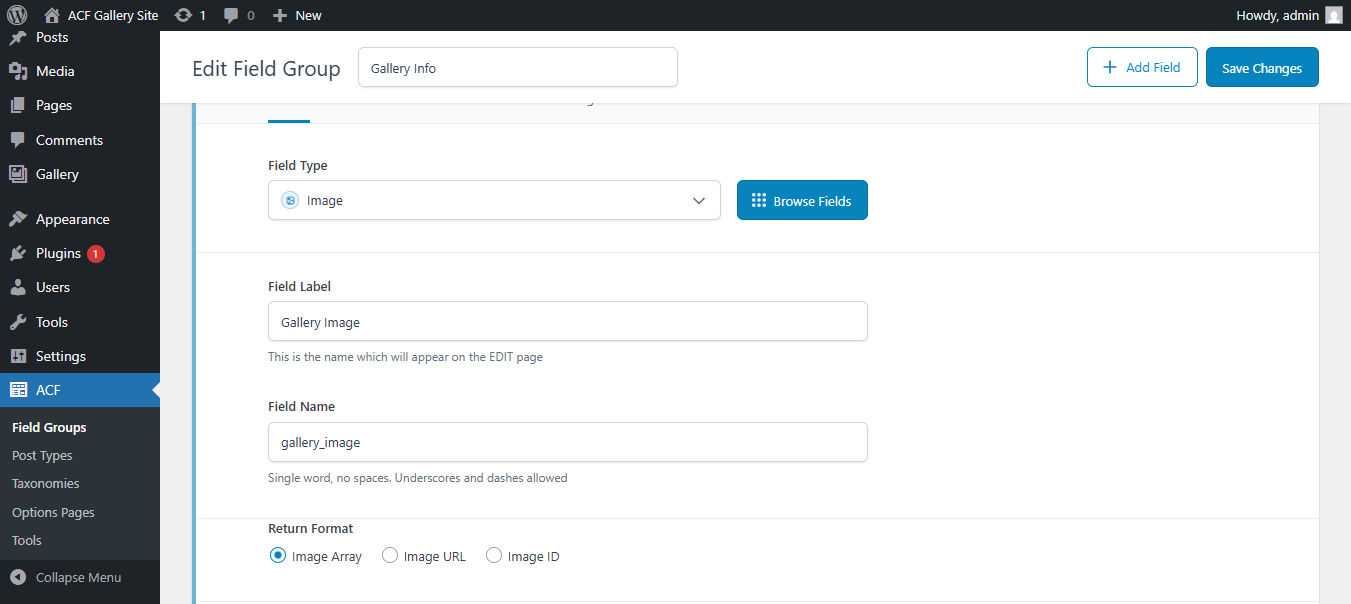 ACF Gallery Site 1 0 New Howdy, admin
Posts
Media
Pages
Comments
Gallery
Appearance
Plugins 1
Users
Tools
Settings
ACF
Field Groups
Post Types
Taxonomies
Options Pages
Tools
Collapse Menu
Edit Field Group Gallery Info Add Field Save Changes
Field Type
Image Browse Fields
Field Label
Gallery Image
This is the name which will appear on the EDIT page
Field Name
gallery_image
Single word, no spaces. Underscores and dashes allowed
Return Format
Image Array Image URL Image ID